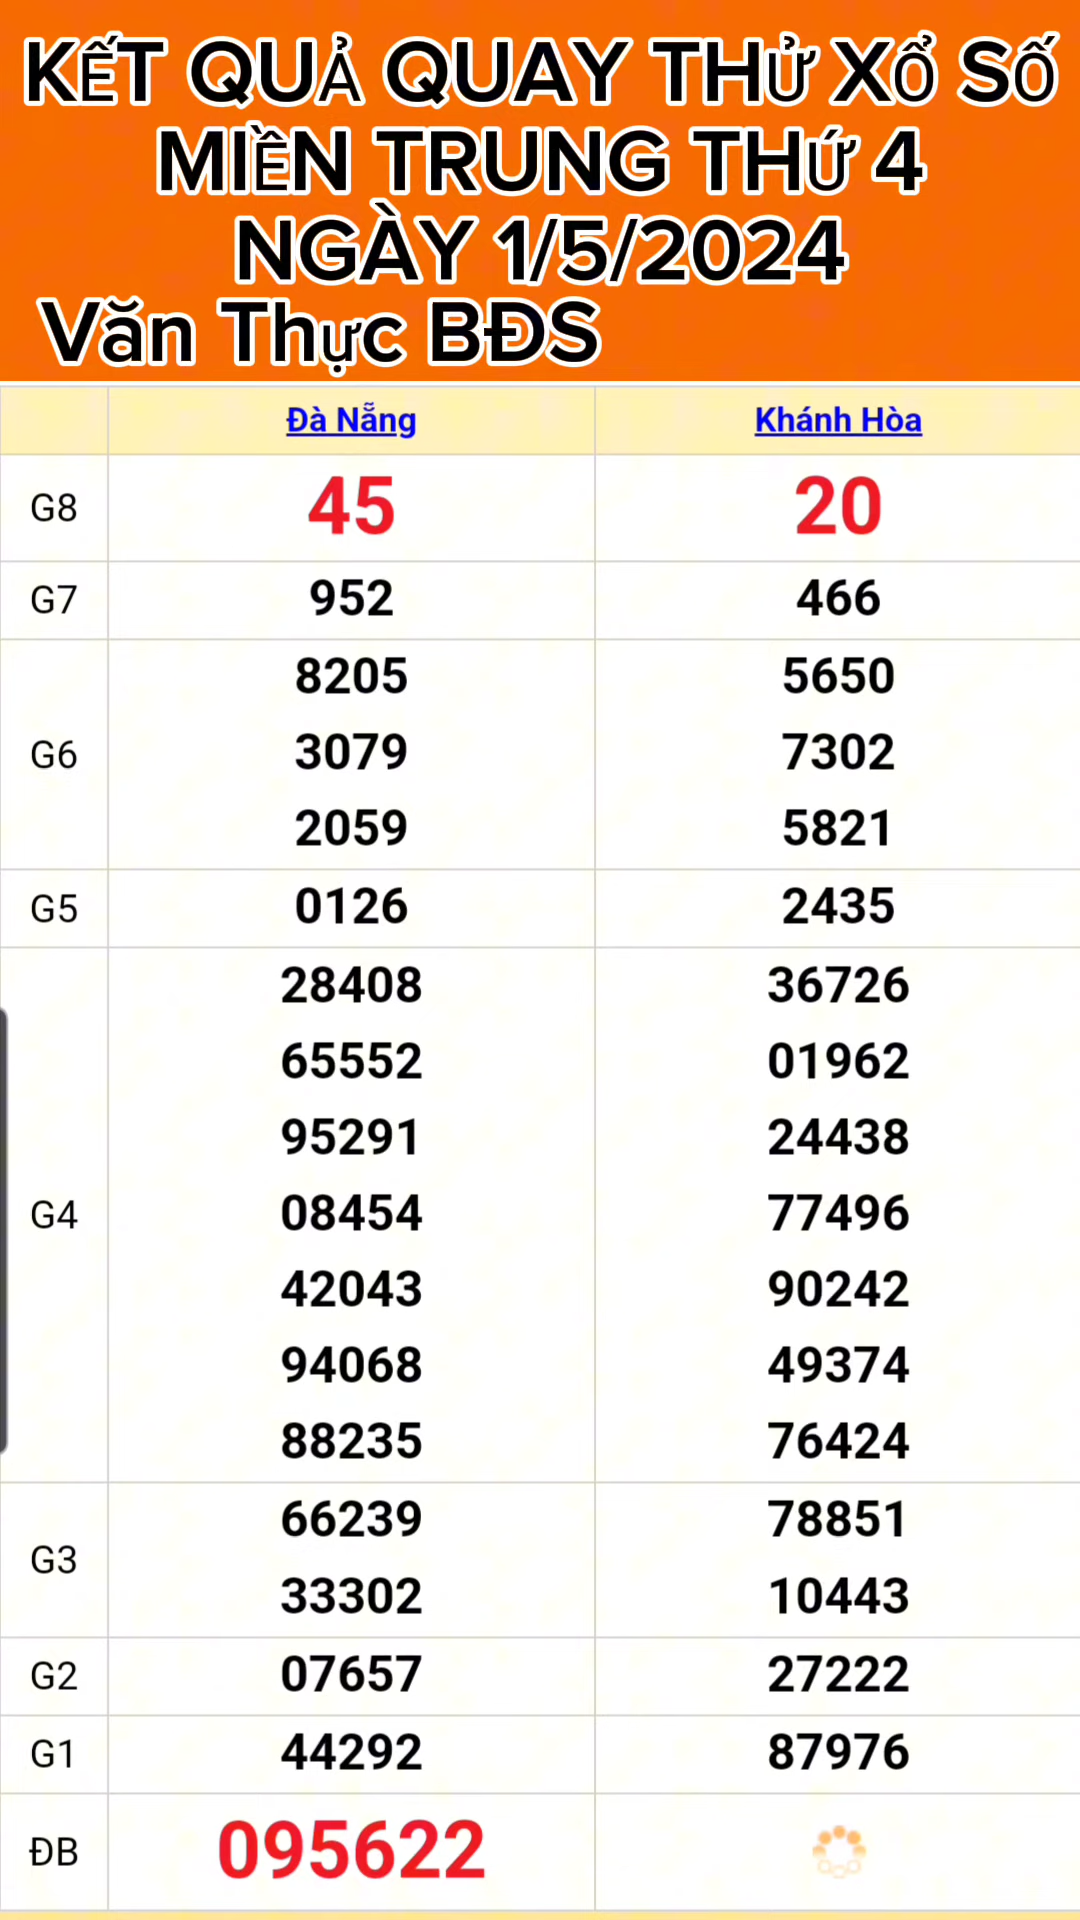 KẾT QUẢ QUAY THỬ XỔ SỐ
MIỀN TRUNG THỨ 4
NGÀY 1/5/2024
Văn Thực BĐS
Đà Nẵng Khánh Hòa
G8 45 20
G7 952 466
8205 5650
G6 3079 7302
2059 5821
G5 0126 2435
28408 36726
65552 01962
95291 24438
G4 08454 77496
42043 90242
94068 49374
88235 76424
G3 66239 78851
33302 10443
G2 07657 27222
G1 44292 87976
ĐB 095622